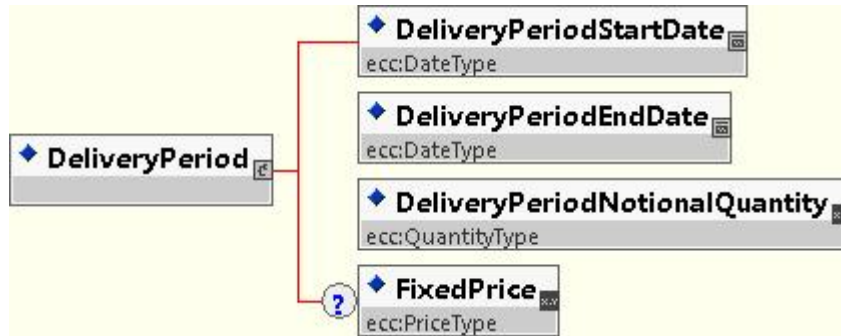 DeliveryPeriodStartDate
ecc:DateType
DeliveryPeriodEndDate
ecc:DateType
DeliveryPeriod
DeliveryPeriodNotionalQuantity
ecc:QuantityType
?
FixedPrice
ecc:PriceType